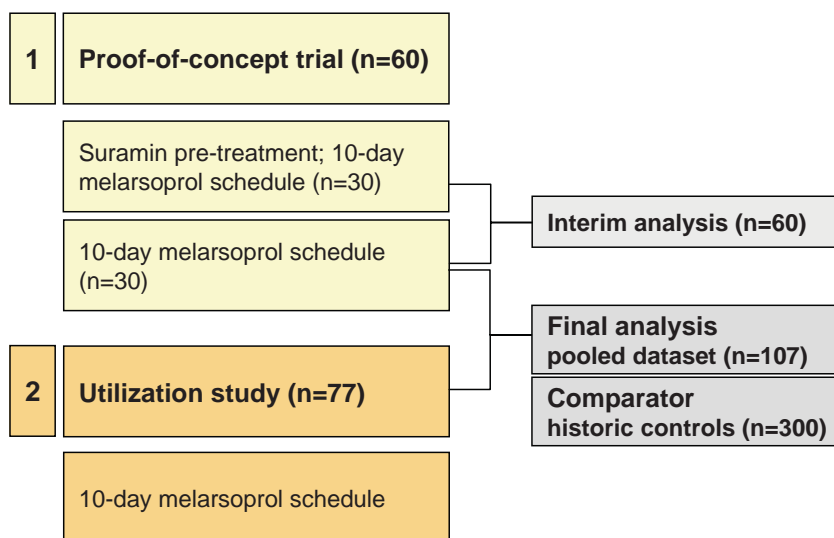 1
Proof-of-concept trial (n=60)
Suramin pre-treatment; 10-day
melarsoprol schedule (n=30)
Interim analysis (n=60)
10-day melarsoprol schedule
(n=30)
Final analysis
pooled dataset (n=107)
2
Utilization study (n=77)
Comparator
historic controls (n=300)
10-day melarsoprol schedule